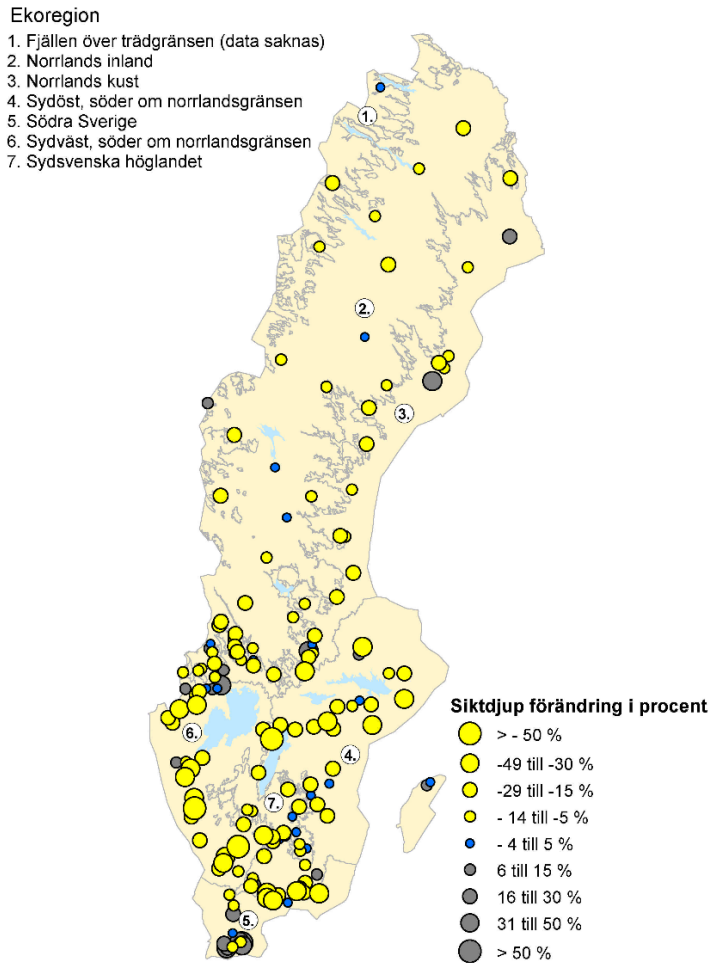 Ekoregion
1. Fjällen över trädgränsen (data saknas)
2. Norrlands inland
3. Norrlands kust
4. Sydöst, söder om norrlandsgränsen
5. Södra Sverige
6. Sydväst, söder om norrlandsgränsen
7. Sydsvenska höglandet
1.
2.
3.
6.
4.
7.
5.
Siktdjup förändring i procent
> - 50 %
-49 till -30 %
-29 till -15 %
- 14 till -5 %
- 4 till 5 %
6 till 15 %
16 till 30 %
31 till 50 %
> 50 %